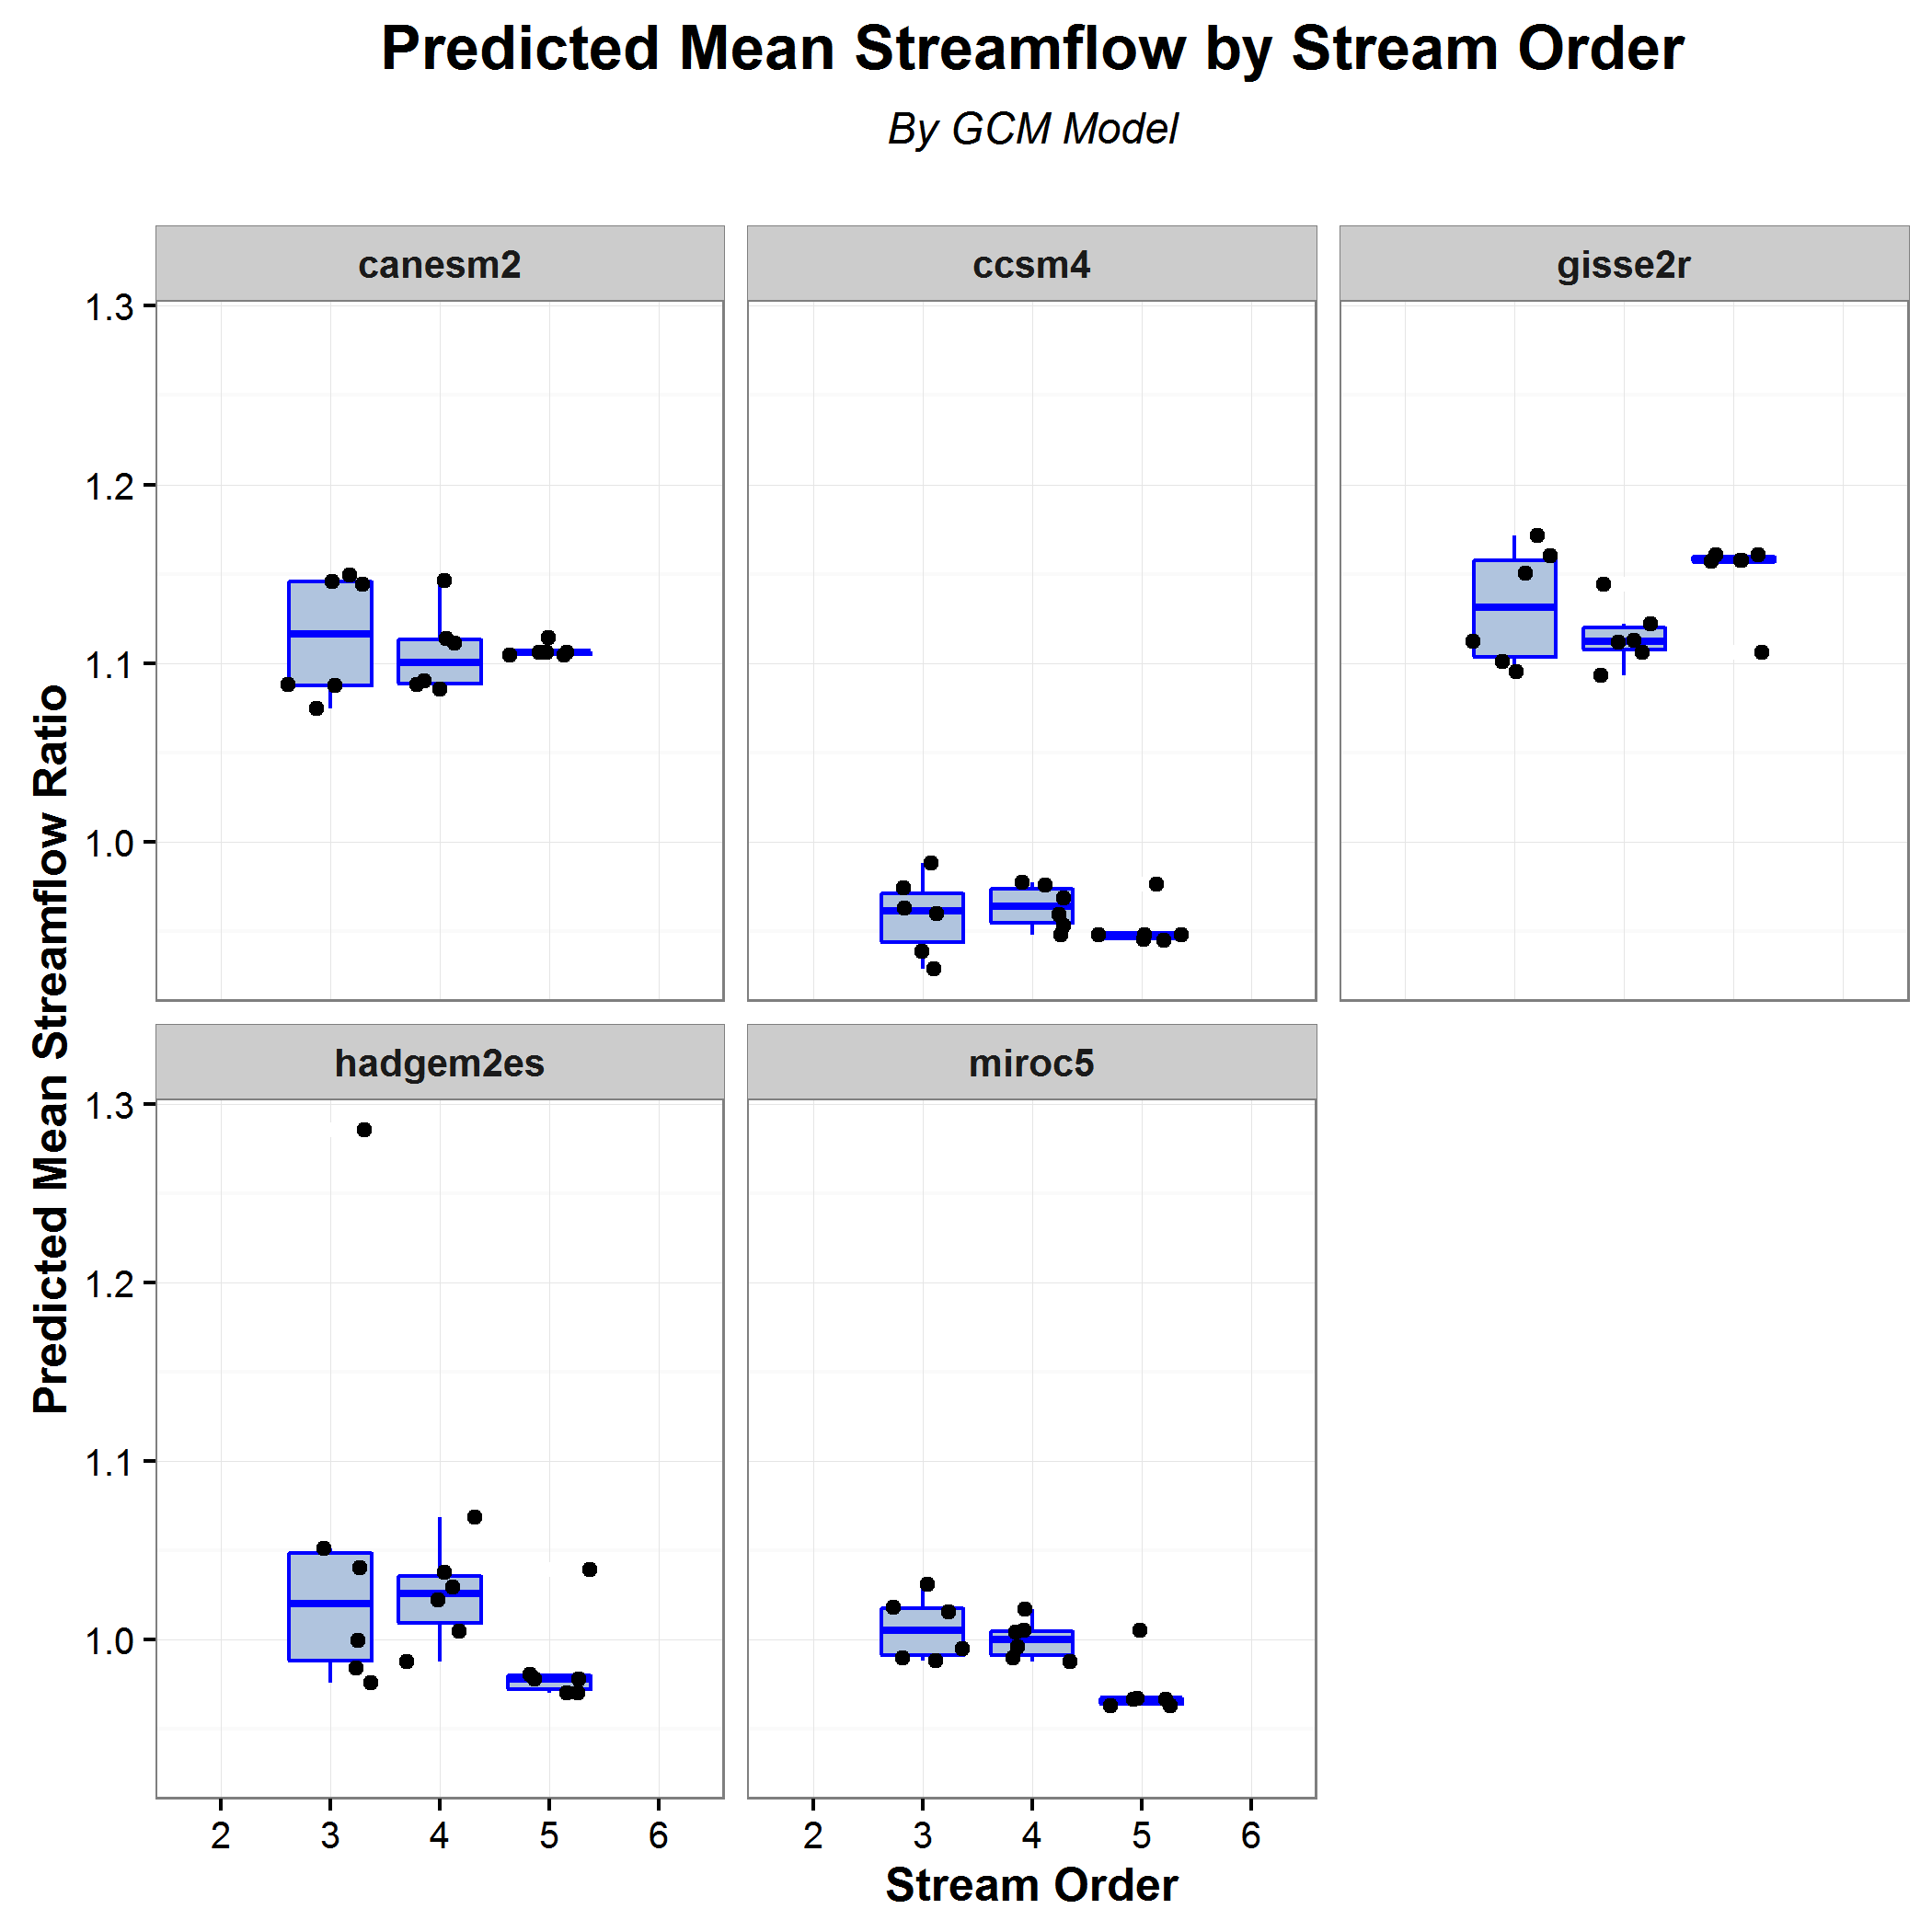 Predicted Mean Streamflow by Stream Order
By GCM Model
canesm2
ccsm4
gisse2r
1.3
1.2
1.1
1.0
hadgem2es
miroc5
1.3
1.2
1.1
1.0
Predicted Mean Streamflow Ratio
2 3 4 5 6
2 3 4 5 6
Stream Order